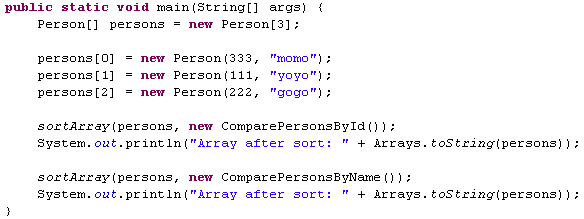 public static void main(String[] args) {
    Person[] persons = new Person[3];

    persons[0] = new Person(333, "momo");
    persons[1] = new Person(111, "yoyo");
    persons[2] = new Person(222, "gogo");

    sortArray(persons, new ComparePersonsById());
    System.out.println("Array after sort: " + Arrays.toString(persons));

    sortArray(persons, new ComparePersonsByName());
    System.out.println("Array after sort: " + Arrays.toString(persons));
}